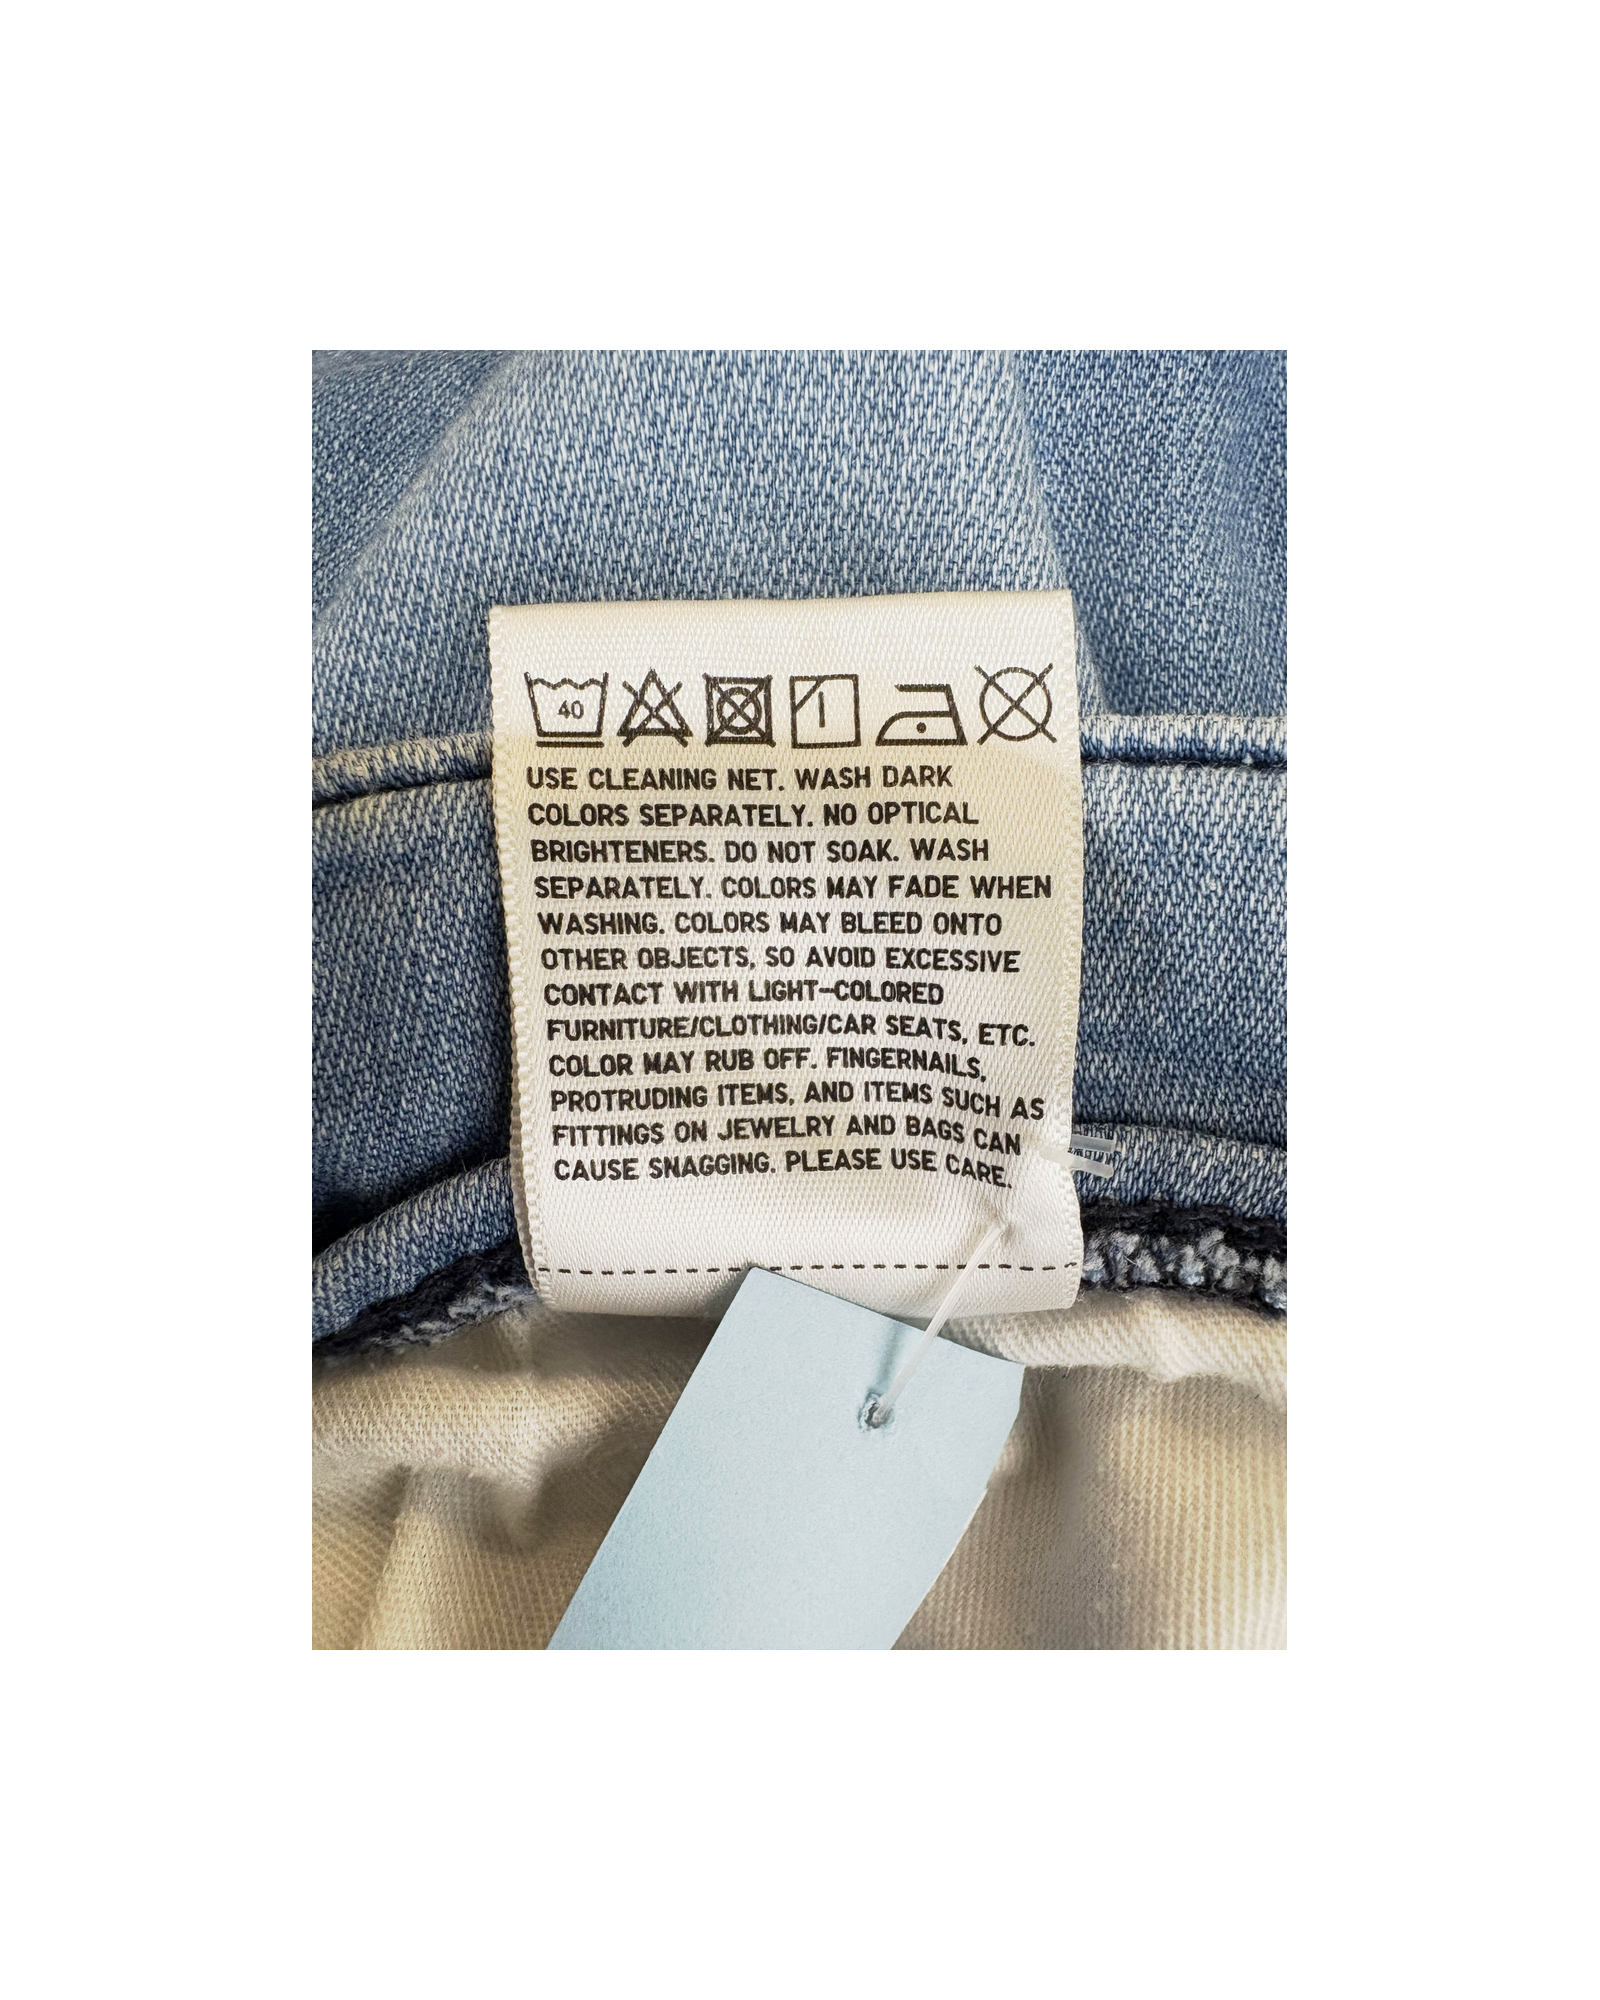 40
USE CLEANING NET. WASH DARK
COLORS SEPARATELY. NO OPTICAL
BRIGHTENERS. DO NOT SOAK. WASH
SEPARATELY. COLORS MAY FADE WHEN
WASHING. COLORS MAY BLEED ONTO
OTHER OBJECTS, SO AVOID EXCESSIVE
CONTACT WITH LIGHT-COLORED
FURNITURE/CLOTHING/CAR SEATS, ETC.
COLOR MAY RUB OFF. FINGERNAILS,
PROTRUDING ITEMS, AND ITEMS SUCH AS
FITTINGS ON JEWELRY AND BAGS CAN
CAUSE SNAGGING. PLEASE USE CARE.